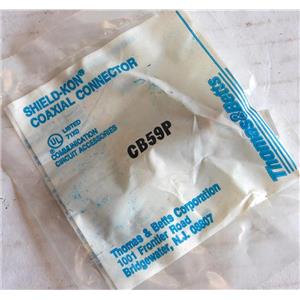 SHIELD-KON®
COAXIAL CONNECTOR
UL
LISTED
COMMUNICATION
CIRCUIT ACCESSORIES
CB59P
Thomas & Betts Corporation
1001 Frontier Road
Bridgewater, N.J. 08807
Thomas&Betts